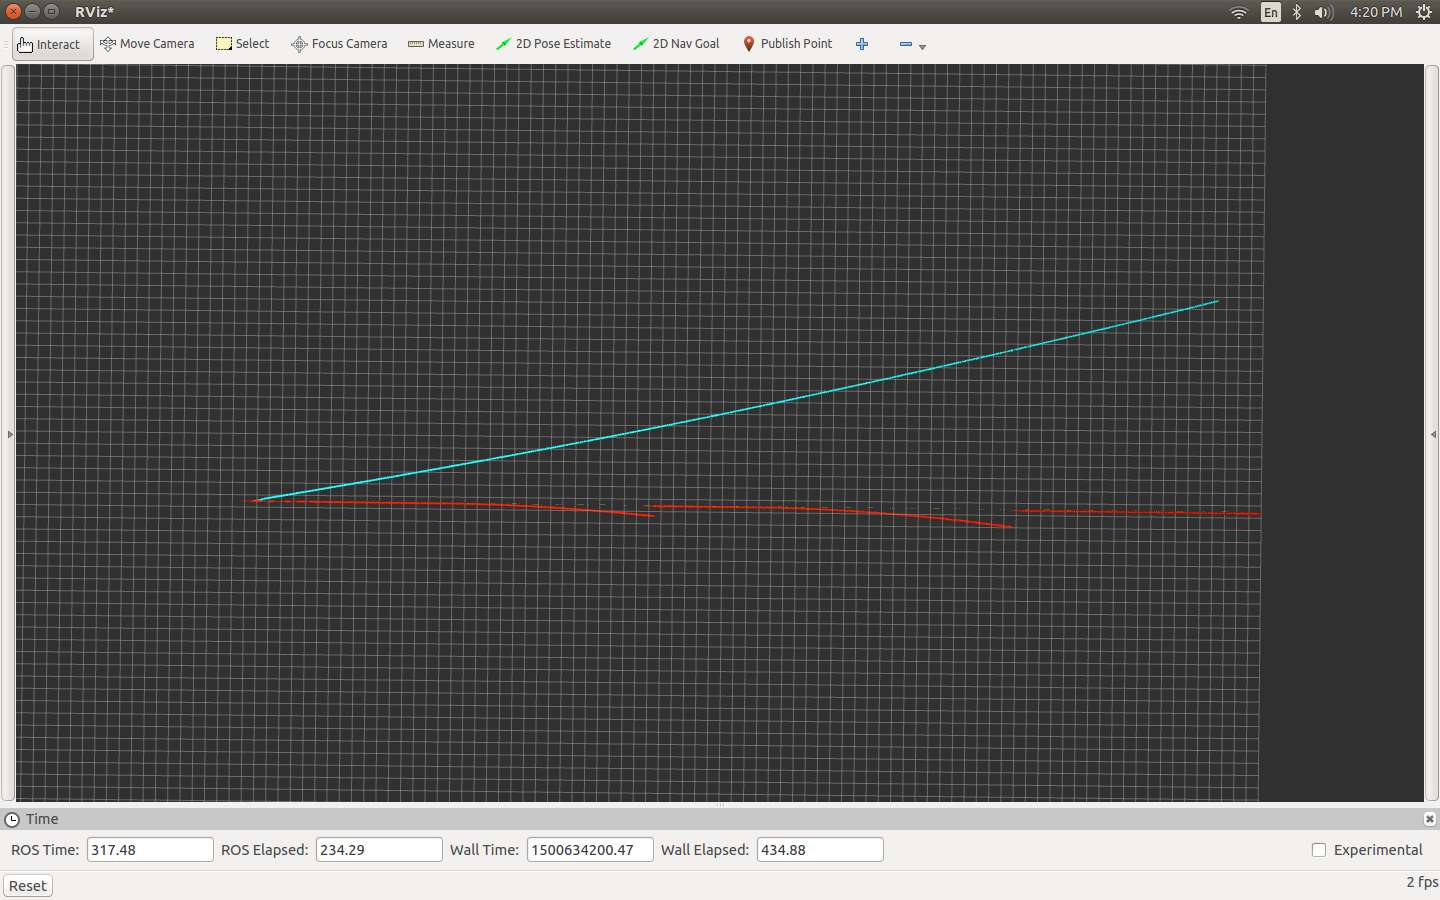 RViz*
En
4:20 PM
Interact
Move Camera
Select
Focus Camera
Measure
2D Pose Estimate
2D Nav Goal
Publish Point
Time
ROS Time: 317.48 ROS Elapsed: 234.29 Wall Time: 1500634200.47 Wall Elapsed: 434.88 Experimental
Reset
2 fps